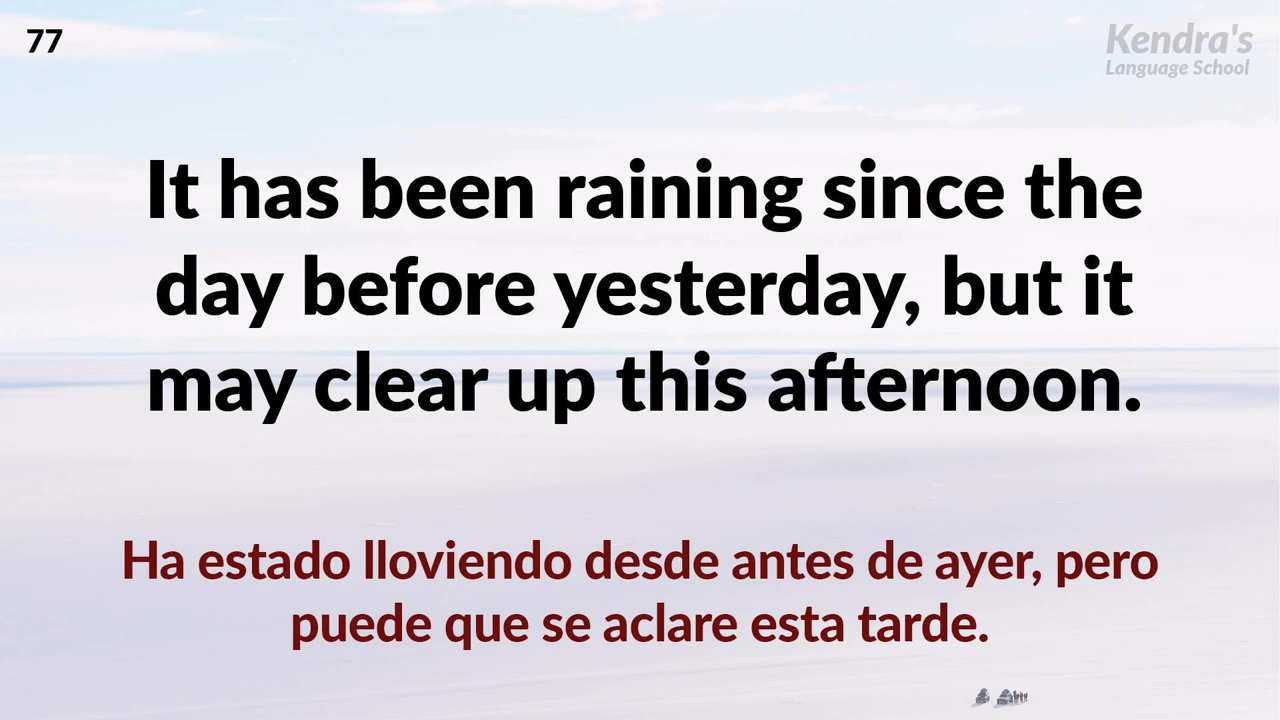 77
Kendra's
Language School
It has been raining since the
day before yesterday, but it
may clear up this afternoon.
Ha estado lloviendo desde antes de ayer, pero
puede que se aclare esta tarde.